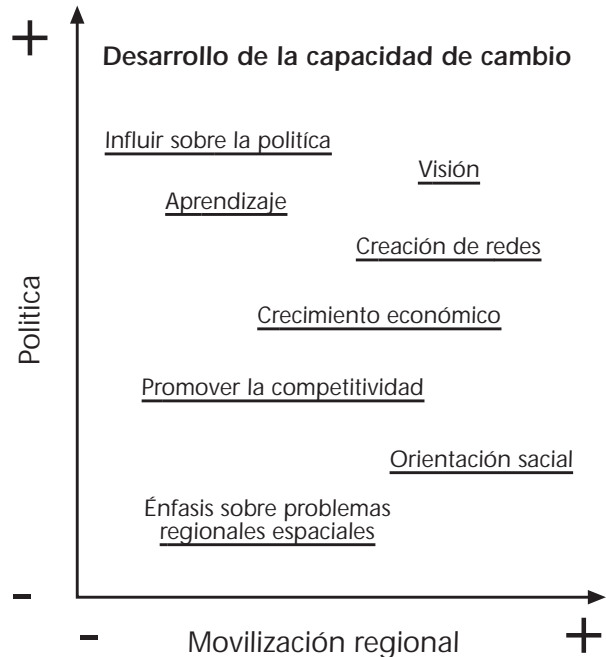 +
Desarrollo de la capacidad de cambio
Influir sobre la politíca
Visión
Aprendizaje
Creación de redes
Politica
Crecimiento económico
Promover la competitividad
Orientación sacial
Énfasis sobre problemas
regionales espaciales
-
-
Movilización regional
+